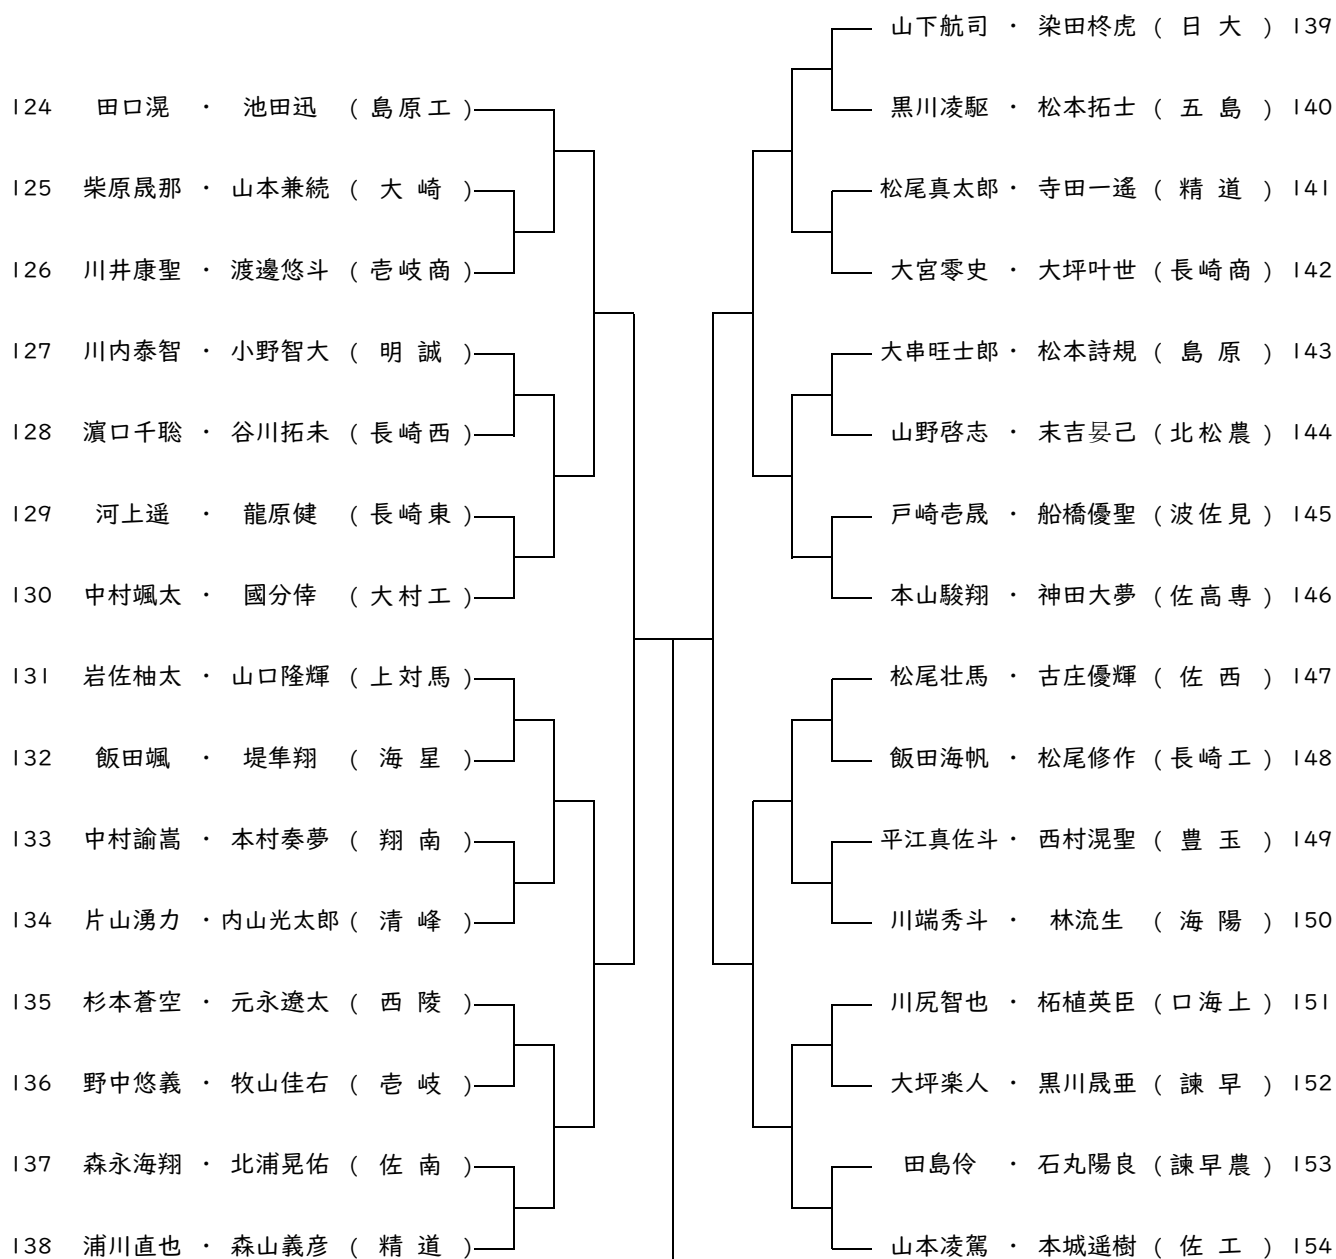 124 田口滉 ・ 池田迅 ( 島原工 )
125 柴原晟那 ・ 山本兼続 ( 大 崎 )
126 川井康聖 ・ 渡邊悠斗 ( 壱岐商 )
127 川内泰智 ・ 小野智大 ( 明 誠 )
128 濵口千聡 ・ 谷川拓未 ( 長崎西 )
129 河上遥 ・ 龍原健 ( 長崎東 )
130 中村颯太 ・ 國分倖 ( 大村工 )
131 岩佐柚太 ・ 山口隆輝 ( 上対馬 )
132 飯田颯 ・ 堤隼翔 ( 海 星 )
133 中村諭嵩 ・ 本村奏夢 ( 翔 南 )
134 片山湧力 ・ 内山光太郎 ( 清 峰 )
135 杉本蒼空 ・ 元永遼太 ( 西 陵 )
136 野中悠義 ・ 牧山佳右 ( 壱 岐 )
137 森永海翔 ・ 北浦晃佑 ( 佐 南 )
138 浦川直也 ・ 森山義彦 ( 精 道 )
山下航司 ・ 染田柊虎 ( 日 大 ) 139
黒川凌駆 ・ 松本拓士 ( 五 島 ) 140
松尾真太郎 ・ 寺田一遙 ( 精 道 ) 141
大宮零史 ・ 大坪叶世 ( 長崎商 ) 142
大串旺士郎 ・ 松本詩規 ( 島 原 ) 143
山野啓志 ・ 末吉晏己 ( 北松農 ) 144
戸崎壱晟 ・ 船橋優聖 ( 波佐見 ) 145
本山駿翔 ・ 神田大夢 ( 佐高専 ) 146
松尾壮馬 ・ 古庄優輝 ( 佐 西 ) 147
飯田海帆 ・ 松尾修作 ( 長崎工 ) 148
平江真佐斗 ・ 西村滉聖 ( 豊 玉 ) 149
川端秀斗 ・ 林流生 ( 海 陽 ) 150
川尻智也 ・ 柘植英臣 ( 口海上 ) 151
大坪楽人 ・ 黒川晟亜 ( 諫 早 ) 152
田島伶 ・ 石丸陽良 ( 諫早農 ) 153
山本凌駕 ・ 本城遥樹 ( 佐 工 ) 154